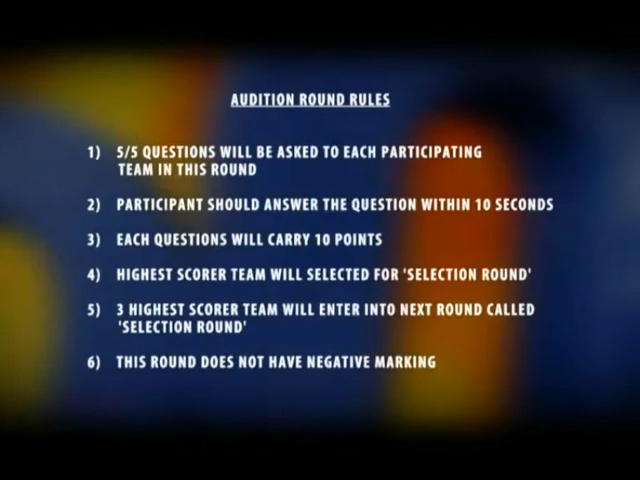 AUDITION ROUND RULES
1) 5/5 QUESTIONS WILL BE ASKED TO EACH PARTICIPATING
TEAM IN THIS ROUND
2) PARTICIPANT SHOULD ANSWER THE QUESTION WITHIN 10 SECONDS
3) EACH QUESTIONS WILL CARRY 10 POINTS
4) HIGHEST SCORER TEAM WILL SELECTED FOR 'SELECTION ROUND'
5) 3 HIGHEST SCORER TEAM WILL ENTER INTO NEXT ROUND CALLED
'SELECTION ROUND'
6) THIS ROUND DOES NOT HAVE NEGATIVE MARKING